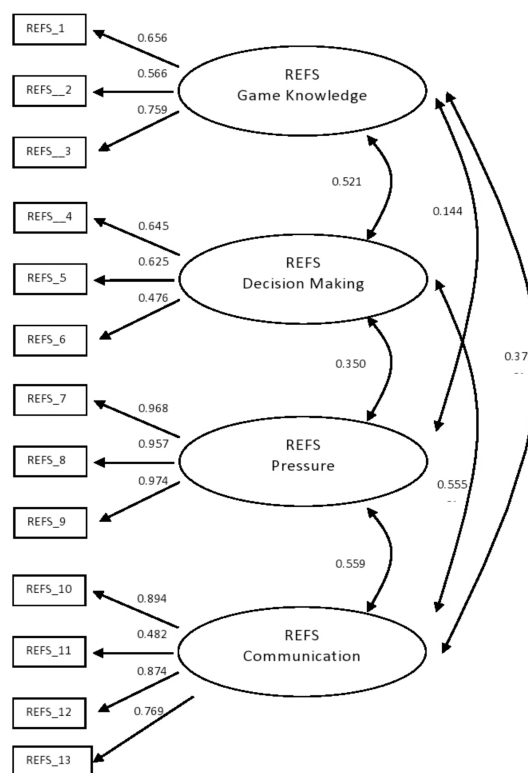 REFS_1
0.656
REFS__2
0.566
REFS__3
0.759
REFS
Game Knowledge
0.521
0.144
REFS__4
0.645
REFS_5
0.625
REFS_6
0.476
REFS
Decision Making
0.350
0.37
REFS_7
0.968
REFS_8
0.957
REFS_9
0.974
REFS
Pressure
0.555
0.559
REFS_10
0.894
REFS_11
0.482
REFS_12
0.874
REFS_13
0.769
REFS
Communication